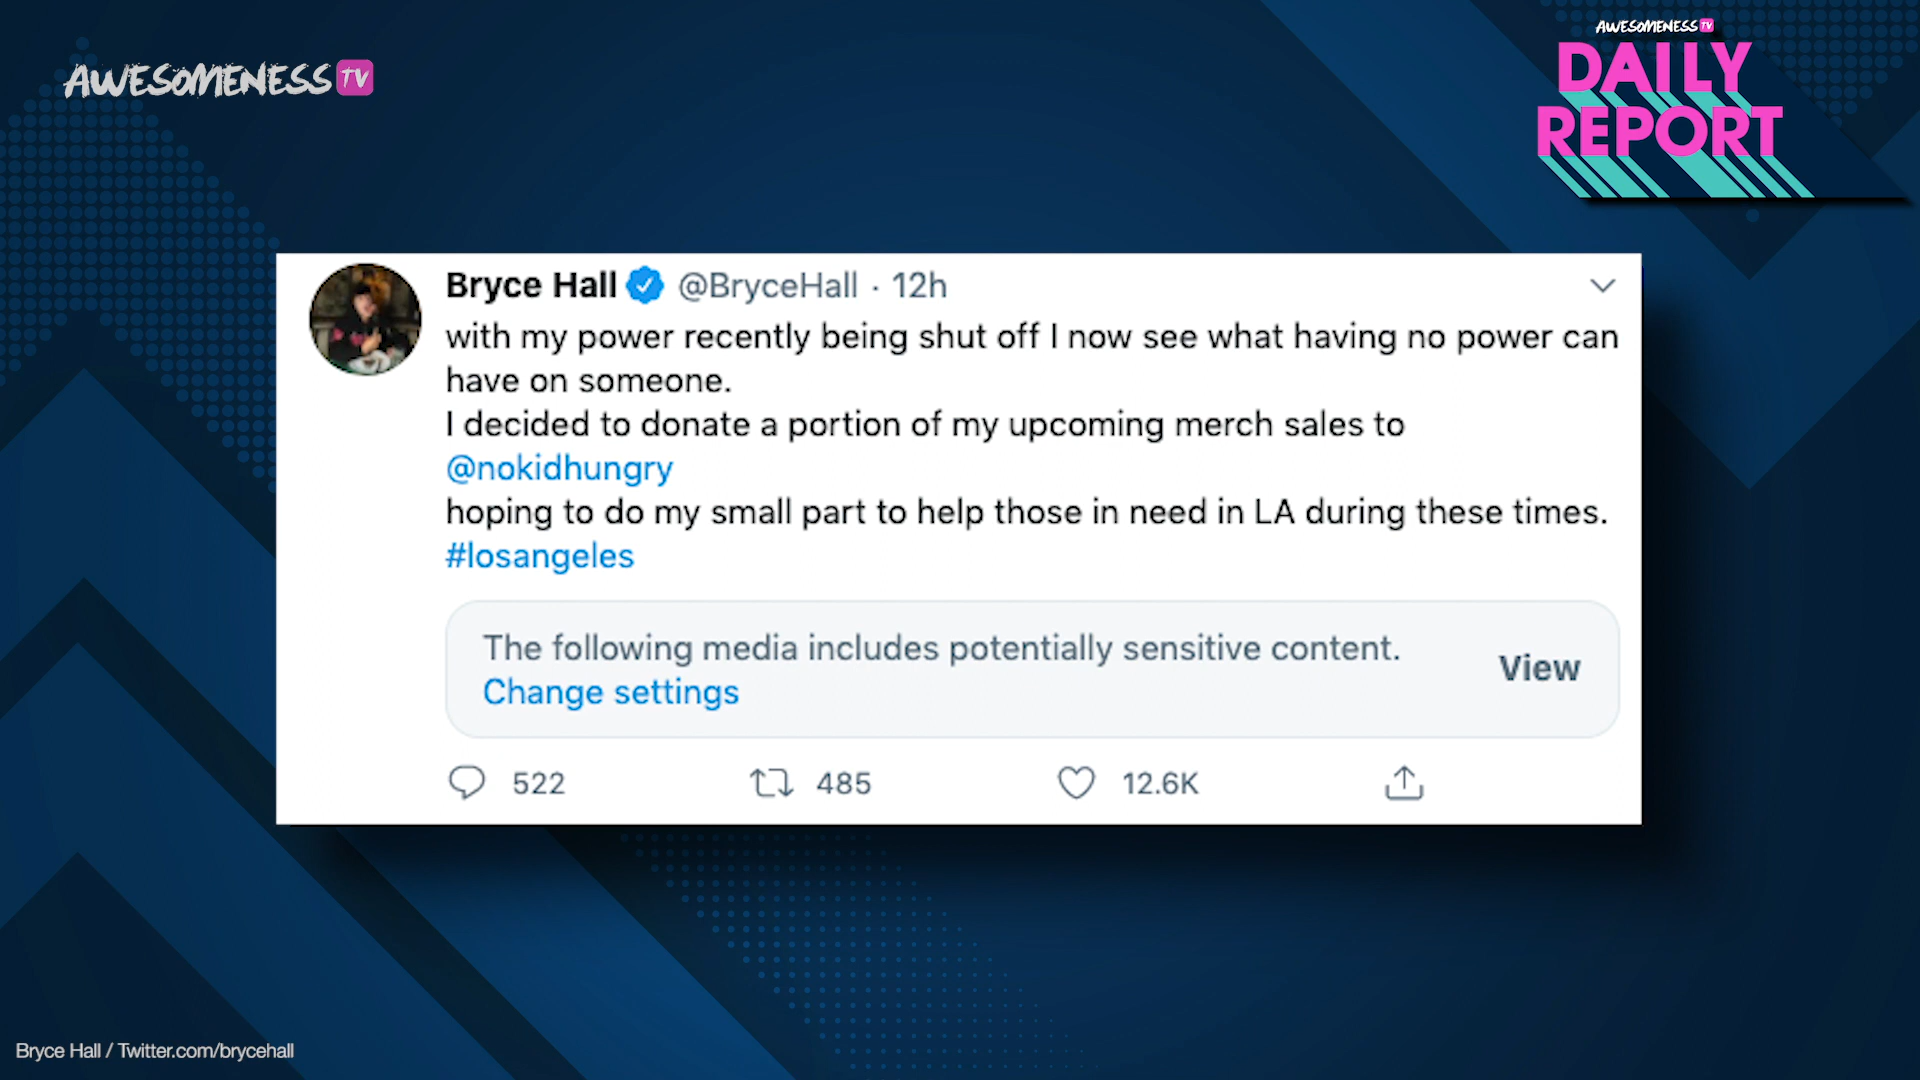 AWESOMENESS TV
AWESOMENESS TV
DAILY
REPORT
Bryce Hall @BryceHall · 12h
with my power recently being shut off I now see what having no power can
have on someone.
I decided to donate a portion of my upcoming merch sales to
@nokidhungry
hoping to do my small part to help those in need in LA during these times.
#losangeles
The following media includes potentially sensitive content.
Change settings
View
522 485 12.6K
Bryce Hall / Twitter.com/brycehall